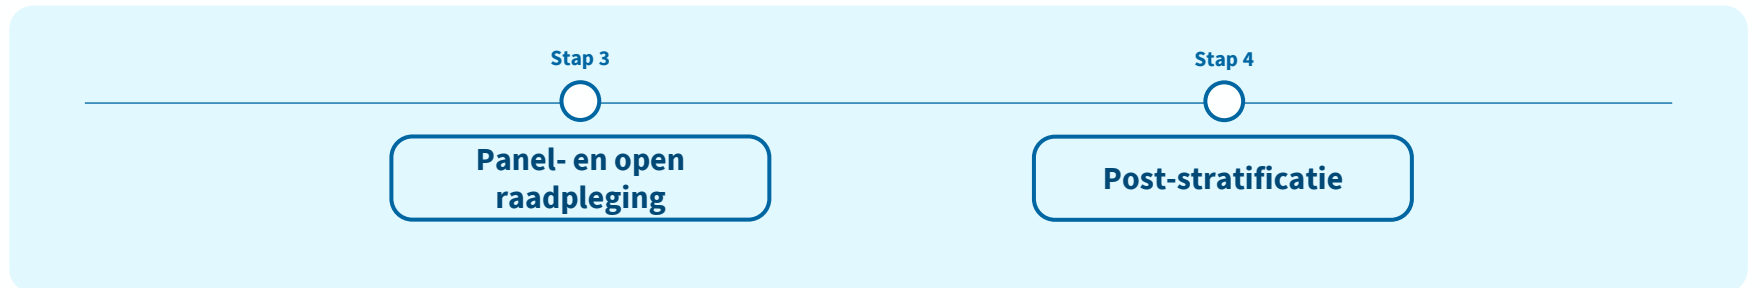 Stap 3
Stap 4
Panel- en open
raadpleging
Post-stratificatie